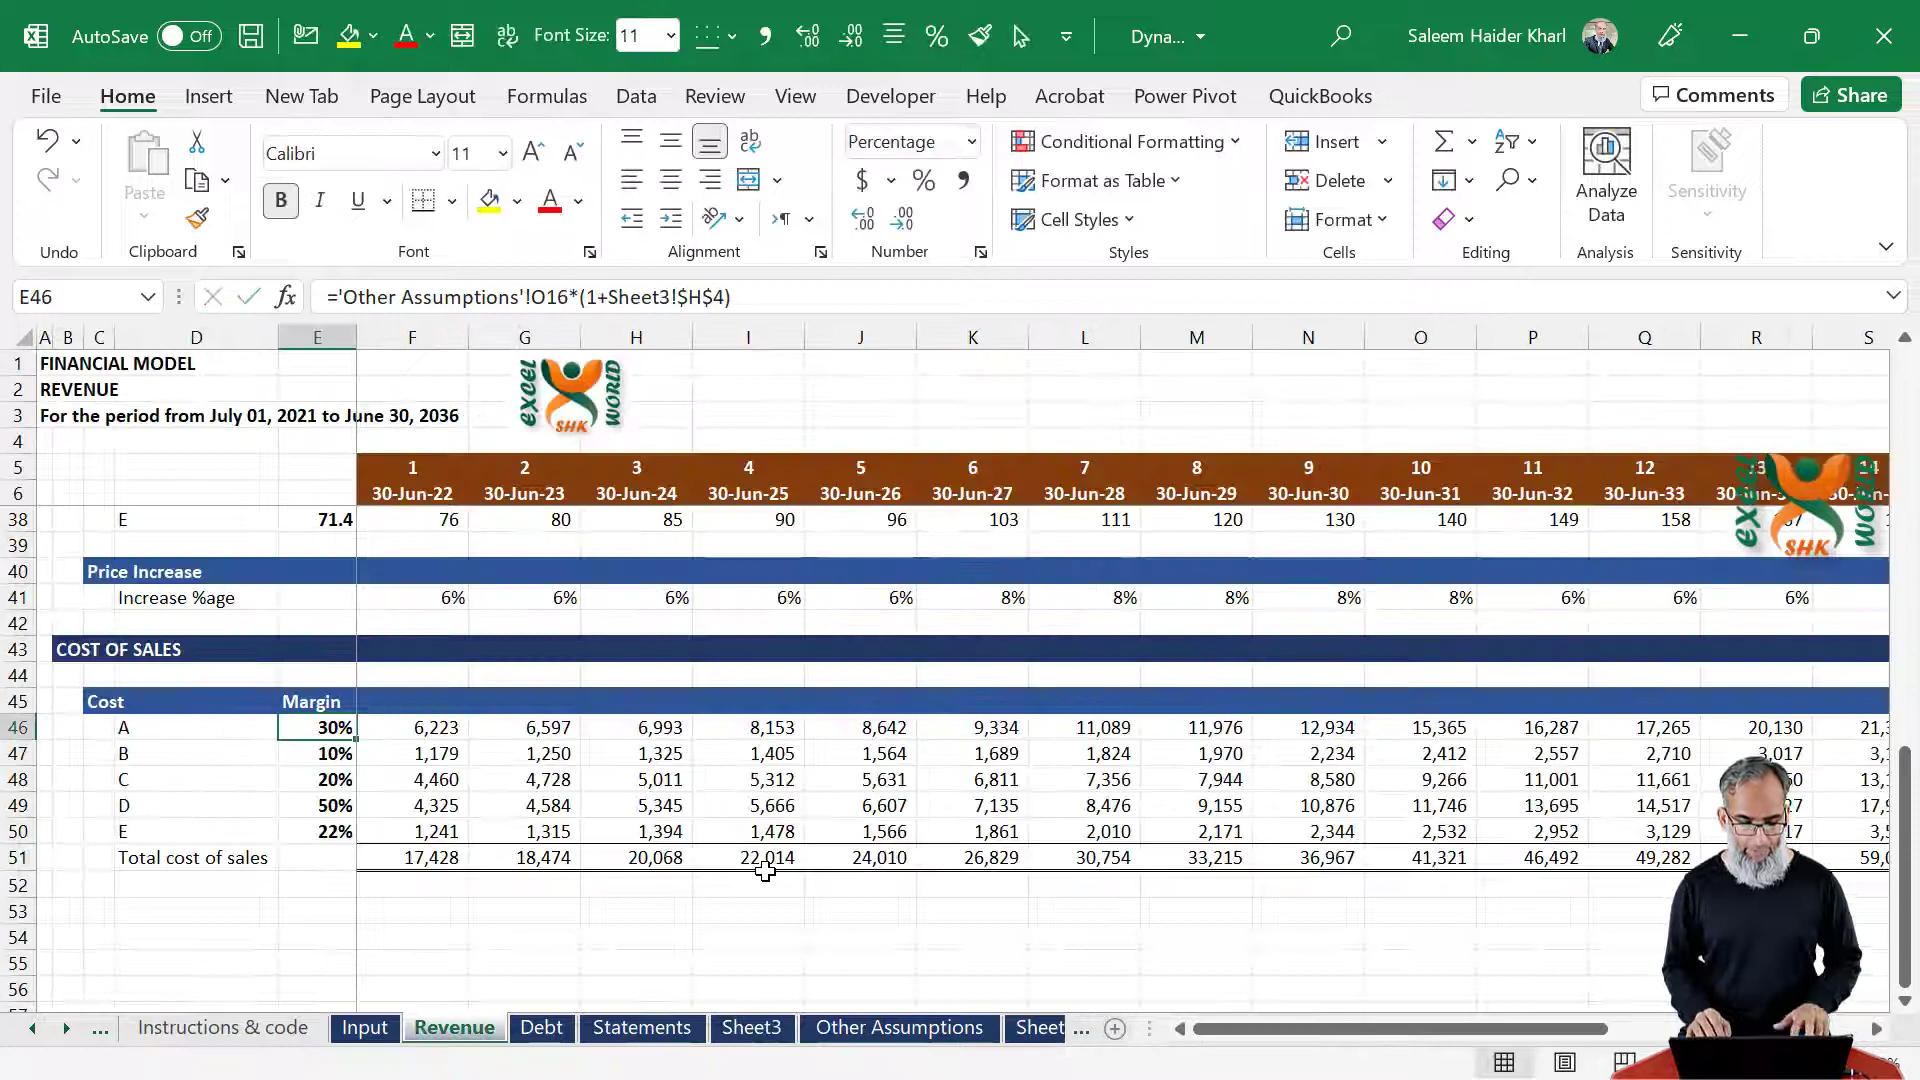 AutoSave Off Font Size: 11 Dyna... Saleem Haider Kharl
File Home Insert New Tab Page Layout Formulas Data Review View Developer Help Acrobat Power Pivot QuickBooks Comments Share
Calibri 11 Percentage Conditional Formatting Insert
Paste Format as Table Delete Analyze Data Sensitivity
B I U $ % Cell Styles Format
Undo Clipboard Font Alignment Number Styles Cells Editing Analysis Sensitivity
E46 fx ='Other Assumptions'!O16*(1+Sheet3!$H$4)
A B C D E F G H I J K L M N O P Q R S
1 FINANCIAL MODEL
2 REVENUE
3 For the period from July 01, 2021 to June 30, 2036
EXCEL WORLD SHK
4
5 1 2 3 4 5 6 7 8 9 10 11 12
6 30-Jun-22 30-Jun-23 30-Jun-24 30-Jun-25 30-Jun-26 30-Jun-27 30-Jun-28 30-Jun-29 30-Jun-30 30-Jun-31 30-Jun-32 30-Jun-33
EXCEL WORLD SHK
38 E 71.4 76 80 85 90 96 103 111 120 130 140 149 158
39
40 Price Increase
41 Increase %age 6% 6% 6% 6% 6% 8% 8% 8% 8% 8% 6% 6% 6%
42
43 COST OF SALES
44
45 Cost Margin
46 A 30% 6,223 6,597 6,993 8,153 8,642 9,334 11,089 11,976 12,934 15,365 16,287 17,265 20,130
47 B 10% 1,179 1,250 1,325 1,405 1,564 1,689 1,824 1,970 2,234 2,412 2,557 2,710 3,017
48 C 20% 4,460 4,728 5,011 5,312 5,631 6,811 7,356 7,944 8,580 9,266 11,001 11,661
49 D 50% 4,325 4,584 5,345 5,666 6,607 7,135 8,476 9,155 10,876 11,746 13,695 14,517
50 E 22% 1,241 1,315 1,394 1,478 1,566 1,861 2,010 2,171 2,344 2,532 2,952 3,129
51 Total cost of sales 17,428 18,474 20,068 22,014 24,010 26,829 30,754 33,215 36,967 41,321 46,492 49,282
52
53
54
55
56
Instructions & code Input Revenue Debt Statements Sheet3 Other Assumptions Sheet ...